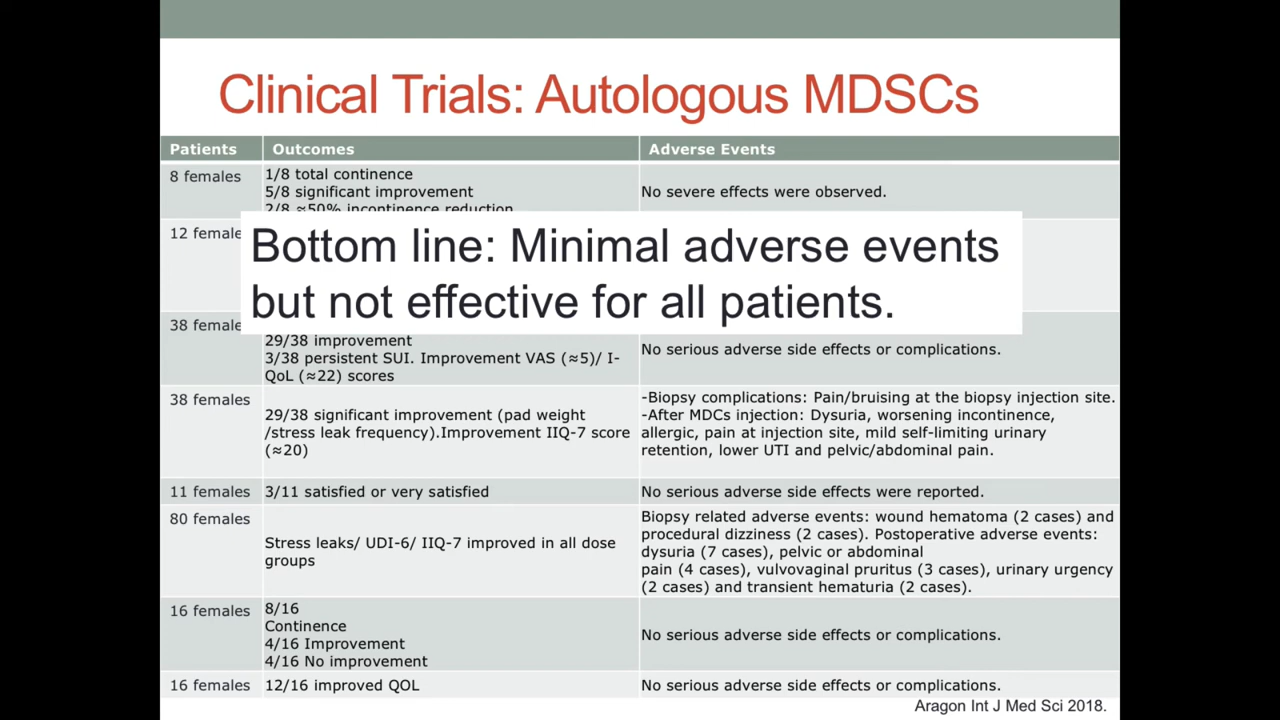 Clinical Trials: Autologous MDSCs
Patients Outcomes Adverse Events
8 females
1/8 total continence
5/8 significant improvement
2/8 ≈50% incontinence reduction
No severe effects were observed.
12 female
Bottom line: Minimal adverse events
but not effective for all patients.
38 female
29/38 improvement
3/38 persistent SUI. Improvement VAS (≈5)/ I-
QoL (≈22) scores
No serious adverse side effects or complications.
38 females
29/38 significant improvement (pad weight
/stress leak frequency).Improvement IIQ-7 score
(≈20)
-Biopsy complications: Pain/bruising at the biopsy injection site.
-After MDCs injection: Dysuria, worsening incontinence,
allergic, pain at injection site, mild self-limiting urinary
retention, lower UTI and pelvic/abdominal pain.
11 females
3/11 satisfied or very satisfied
No serious adverse side effects were reported.
80 females
Stress leaks/ UDI-6/ IIQ-7 improved in all dose
groups
Biopsy related adverse events: wound hematoma (2 cases) and
procedural dizziness (2 cases). Postoperative adverse events:
dysuria (7 cases), pelvic or abdominal
pain (4 cases), vulvovaginal pruritus (3 cases), urinary urgency
(2 cases) and transient hematuria (2 cases).
16 females
8/16
Continence
4/16 Improvement
4/16 No improvement
No serious adverse side effects or complications.
16 females
12/16 improved QOL
No serious adverse side effects or complications.
Aragon Int J Med Sci 2018.